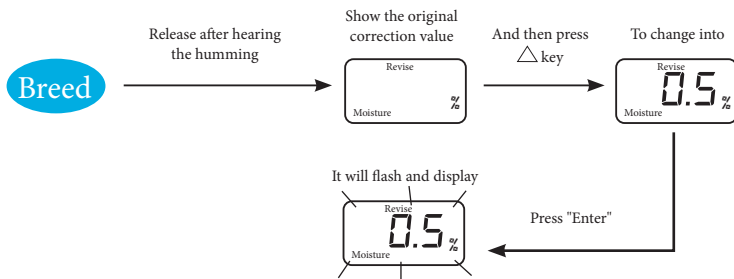 Breed
Release after hearing
the humming
Show the original
correction value
Revise
%
Moisture
And then press
△ key
To change into
Revise
0.5 %
Moisture
Press "Enter"
It will flash and display
Revise
0.5 %
Moisture